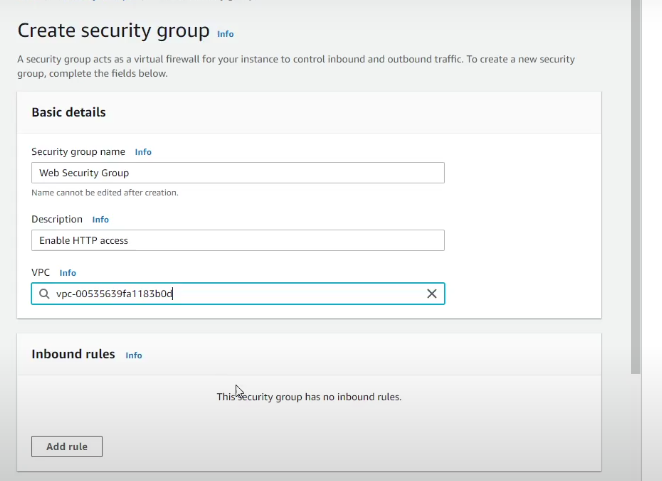 Create security group Info
A security group acts as a virtual firewall for your instance to control inbound and outbound traffic. To create a new security
group, complete the fields below.
Basic details
Security group name Info
Web Security Group
Name cannot be edited after creation.
Description Info
Enable HTTP access
VPC Info
vpc-00535639fa1183b0d
Inbound rules Info
This security group has no inbound rules.
Add rule